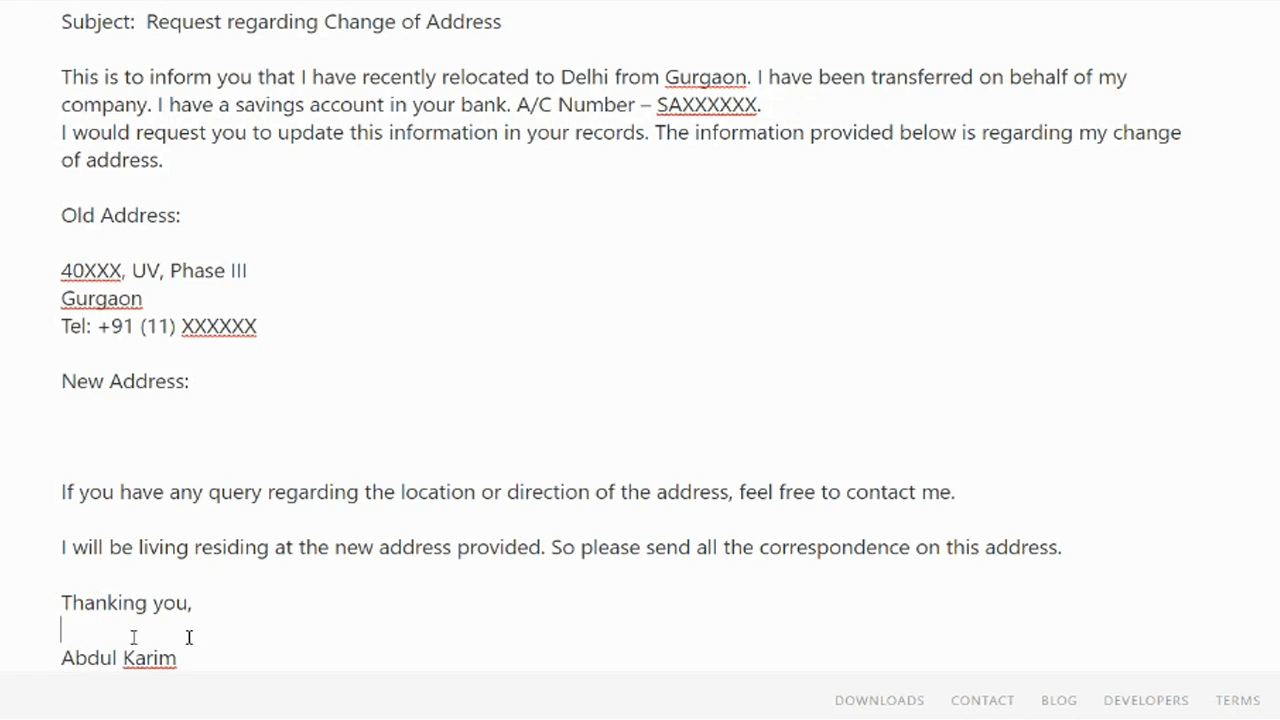 Subject:  Request regarding Change of Address
This is to inform you that I have recently relocated to Delhi from Gurgaon. I have been transferred on behalf of my
company. I have a savings account in your bank. A/C Number – SAXXXXXX.
I would request you to update this information in your records. The information provided below is regarding my change
of address.
Old Address:
40XXX, UV, Phase III
Gurgaon
Tel: +91 (11) XXXXXX
New Address:
If you have any query regarding the location or direction of the address, feel free to contact me.
I will be living residing at the new address provided. So please send all the correspondence on this address.
Thanking you,
Abdul Karim
DOWNLOADS CONTACT BLOG DEVELOPERS TERMS